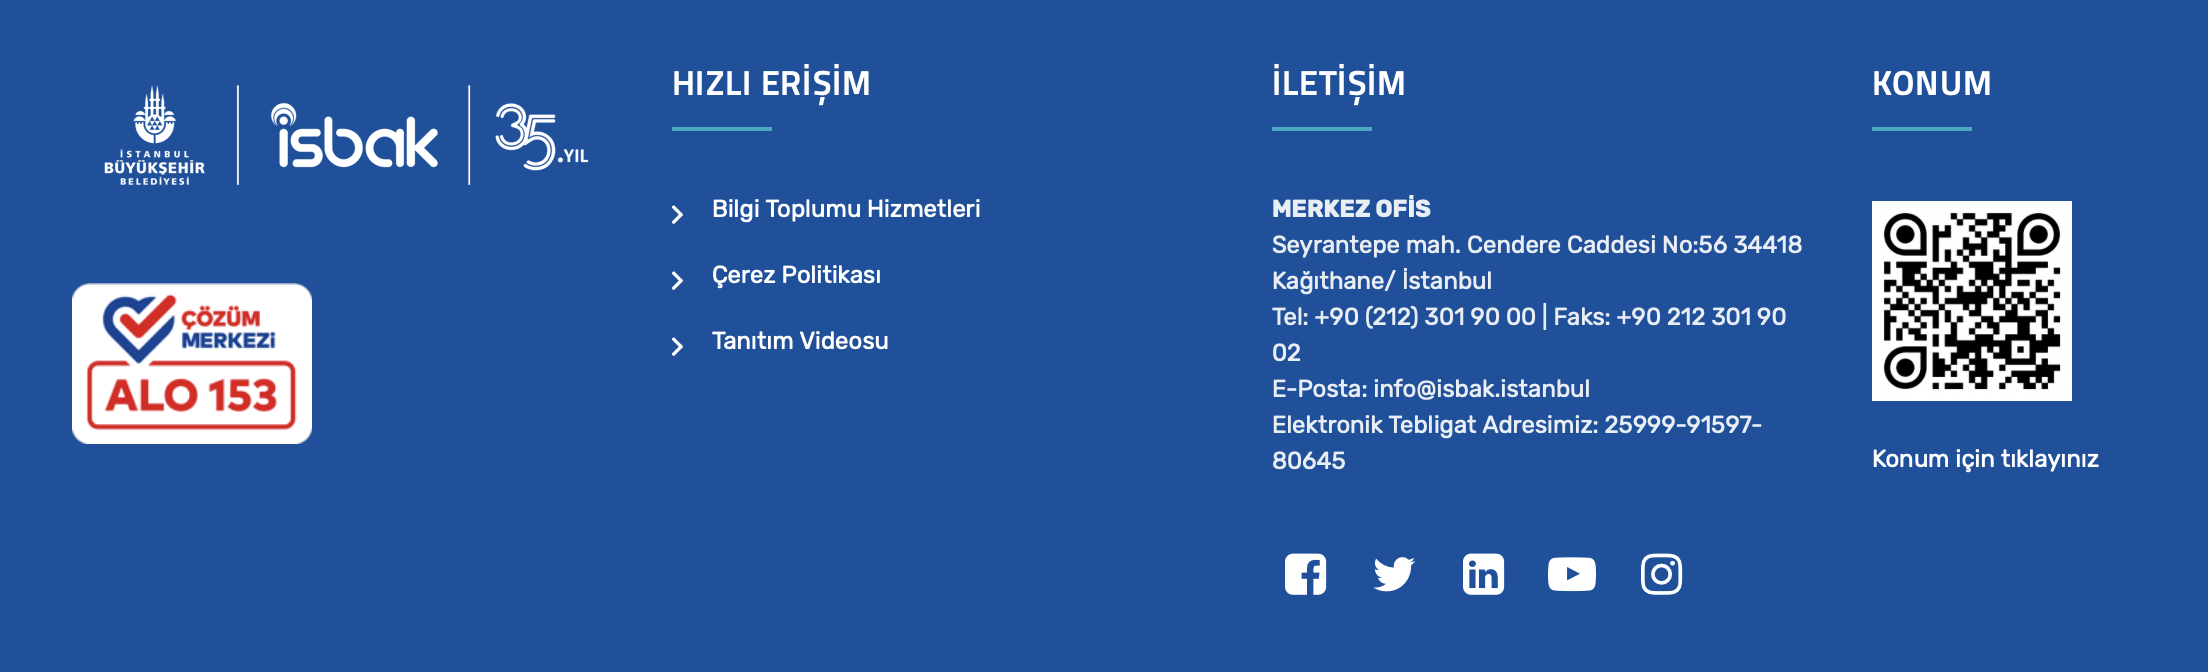 İSTANBUL
BÜYÜKŞEHİR
BELEDİYESİ
isbak
35.YIL
ÇÖZÜM
MERKEZİ
ALO 153
HIZLI ERİŞİM
Bilgi Toplumu Hizmetleri
Çerez Politikası
Tanıtım Videosu
İLETİŞİM
MERKEZ OFİS
Seyrantepe mah. Cendere Caddesi No:56 34418
Kağıthane/ İstanbul
Tel: +90 (212) 301 90 00 | Faks: +90 212 301 90
02
E-Posta: info@isbak.istanbul
Elektronik Tebligat Adresimiz: 25999-91597-
80645
KONUM
Konum için tıklayınız